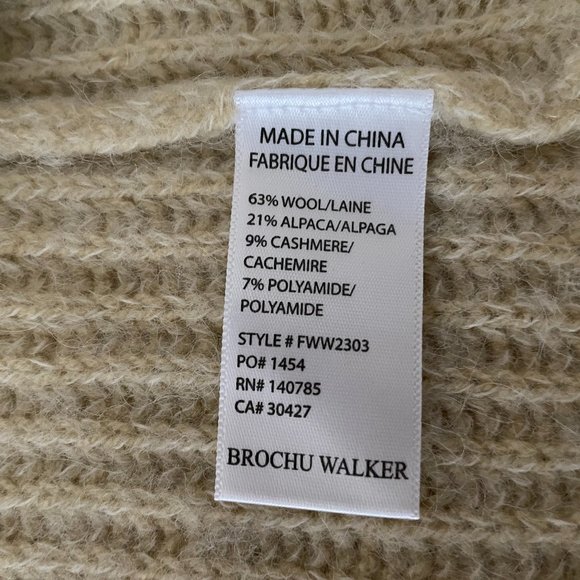 MADE IN CHINA
FABRIQUE EN CHINE
63% WOOL/LAINE
21% ALPACA/ALPAGA
9% CASHMERE/
CACHEMIRE
7% POLYAMIDE/
POLYAMIDE
STYLE # FWW2303
PO# 1454
RN# 140785
CA# 30427
BROCHU WALKER